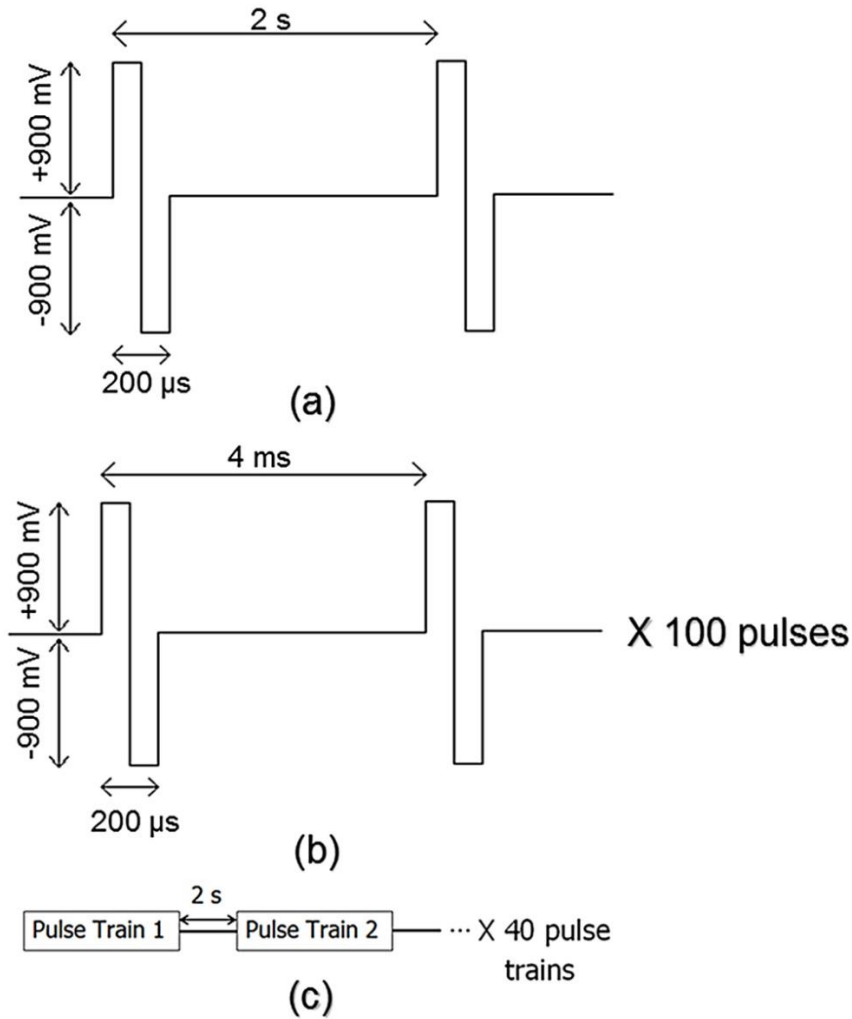 2 s
+900 mV
-900 mV
200 µs
(a)
4 ms
+900 mV
-900 mV
X 100 pulses
200 µs
(b)
2 s
Pulse Train 1
Pulse Train 2
... X 40 pulse
trains
(c)